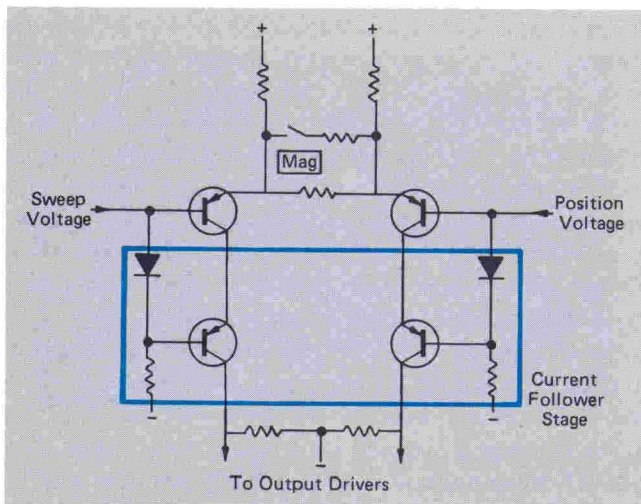 + +
Mag
Sweep
Voltage
Position
Voltage
Current
Follower
Stage
- - -
To Output Drivers